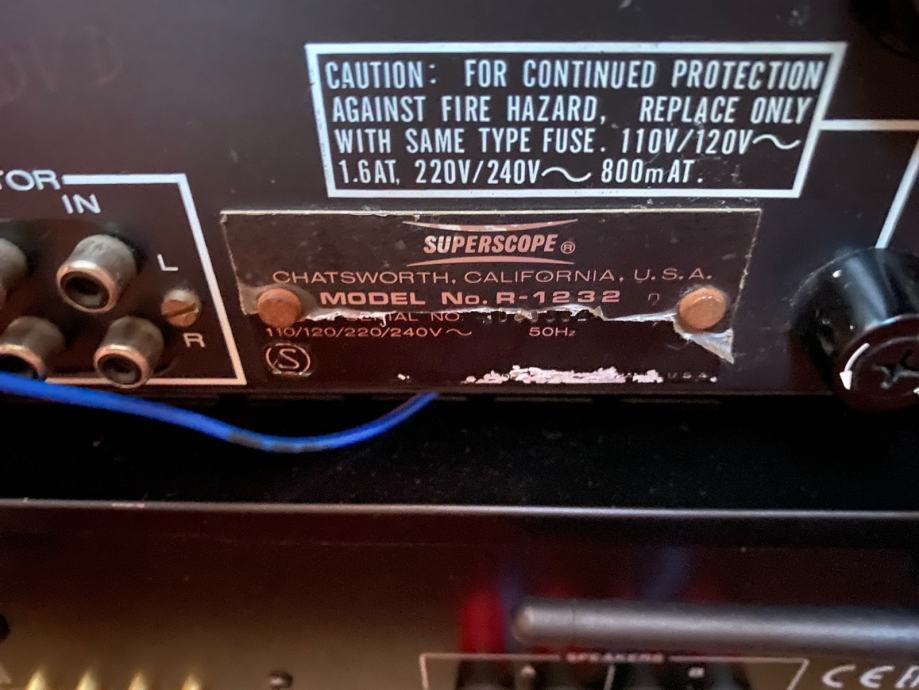 CAUTION: FOR CONTINUED PROTECTION
AGAINST FIRE HAZARD, REPLACE ONLY
WITH SAME TYPE FUSE. 110V/120V~
1.6AT, 220V/240V~ 800mAT.
TOR
IN
L
R
SUPERSCOPE®
CHATSWORTH, CALIFORNIA, U.S.A.
MODEL No. R-1232
SERIAL NO
110/120/220/240V~ 50Hz
S
U.S.A.
SPEAKERS